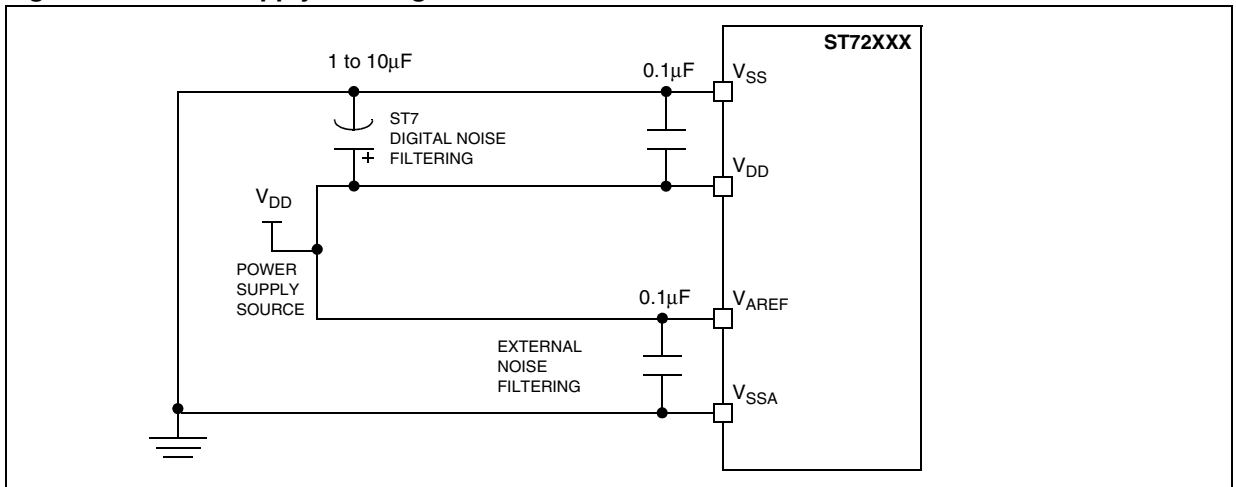 ST72XXX
1 to 10μF
0.1μF
VSS
ST7
DIGITAL NOISE
+ FILTERING
VDD
VDD
POWER
SUPPLY
SOURCE
0.1μF
VAREF
EXTERNAL
NOISE
FILTERING
VSSA